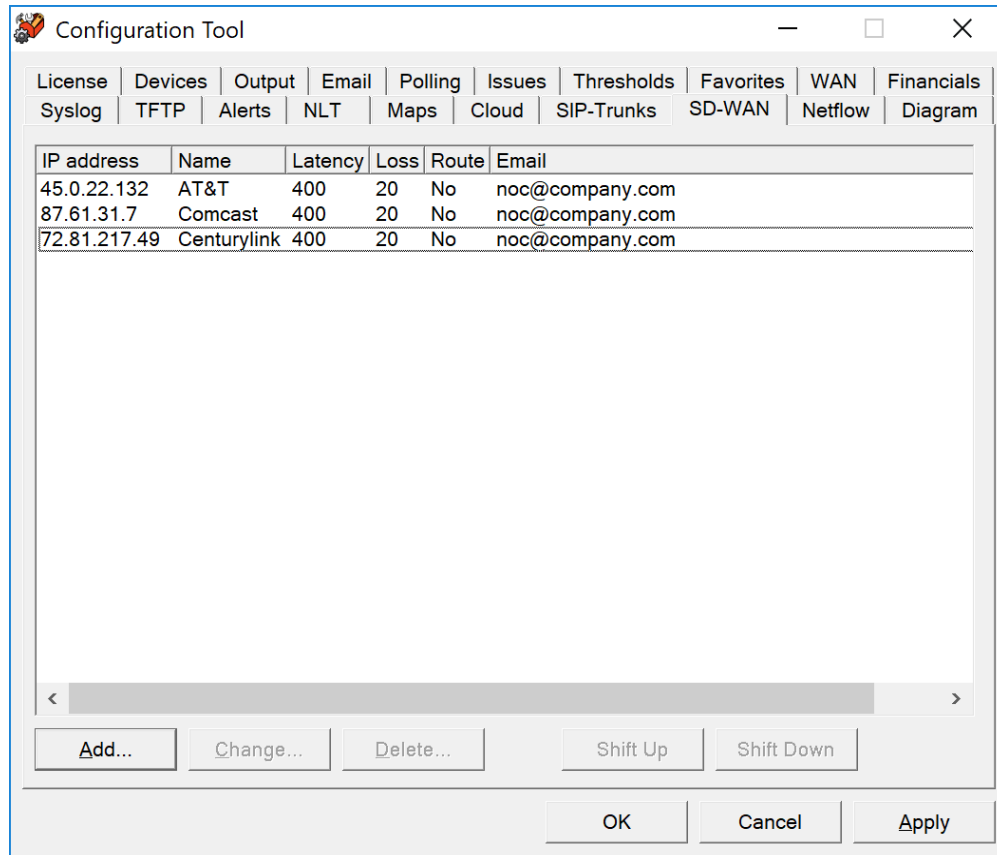 Configuration Tool
License Devices Output Email Polling Issues Thresholds Favorites WAN Financials
Syslog TFTP Alerts NLT Maps Cloud SIP-Trunks SD-WAN Netflow Diagram
IP address Name Latency Loss Route Email
45.0.22.132 AT&T 400 20 No noc@company.com
87.61.31.7 Comcast 400 20 No noc@company.com
72.81.217.49 Centurylink 400 20 No noc@company.com
Add... Change... Delete... Shift Up Shift Down
OK Cancel Apply